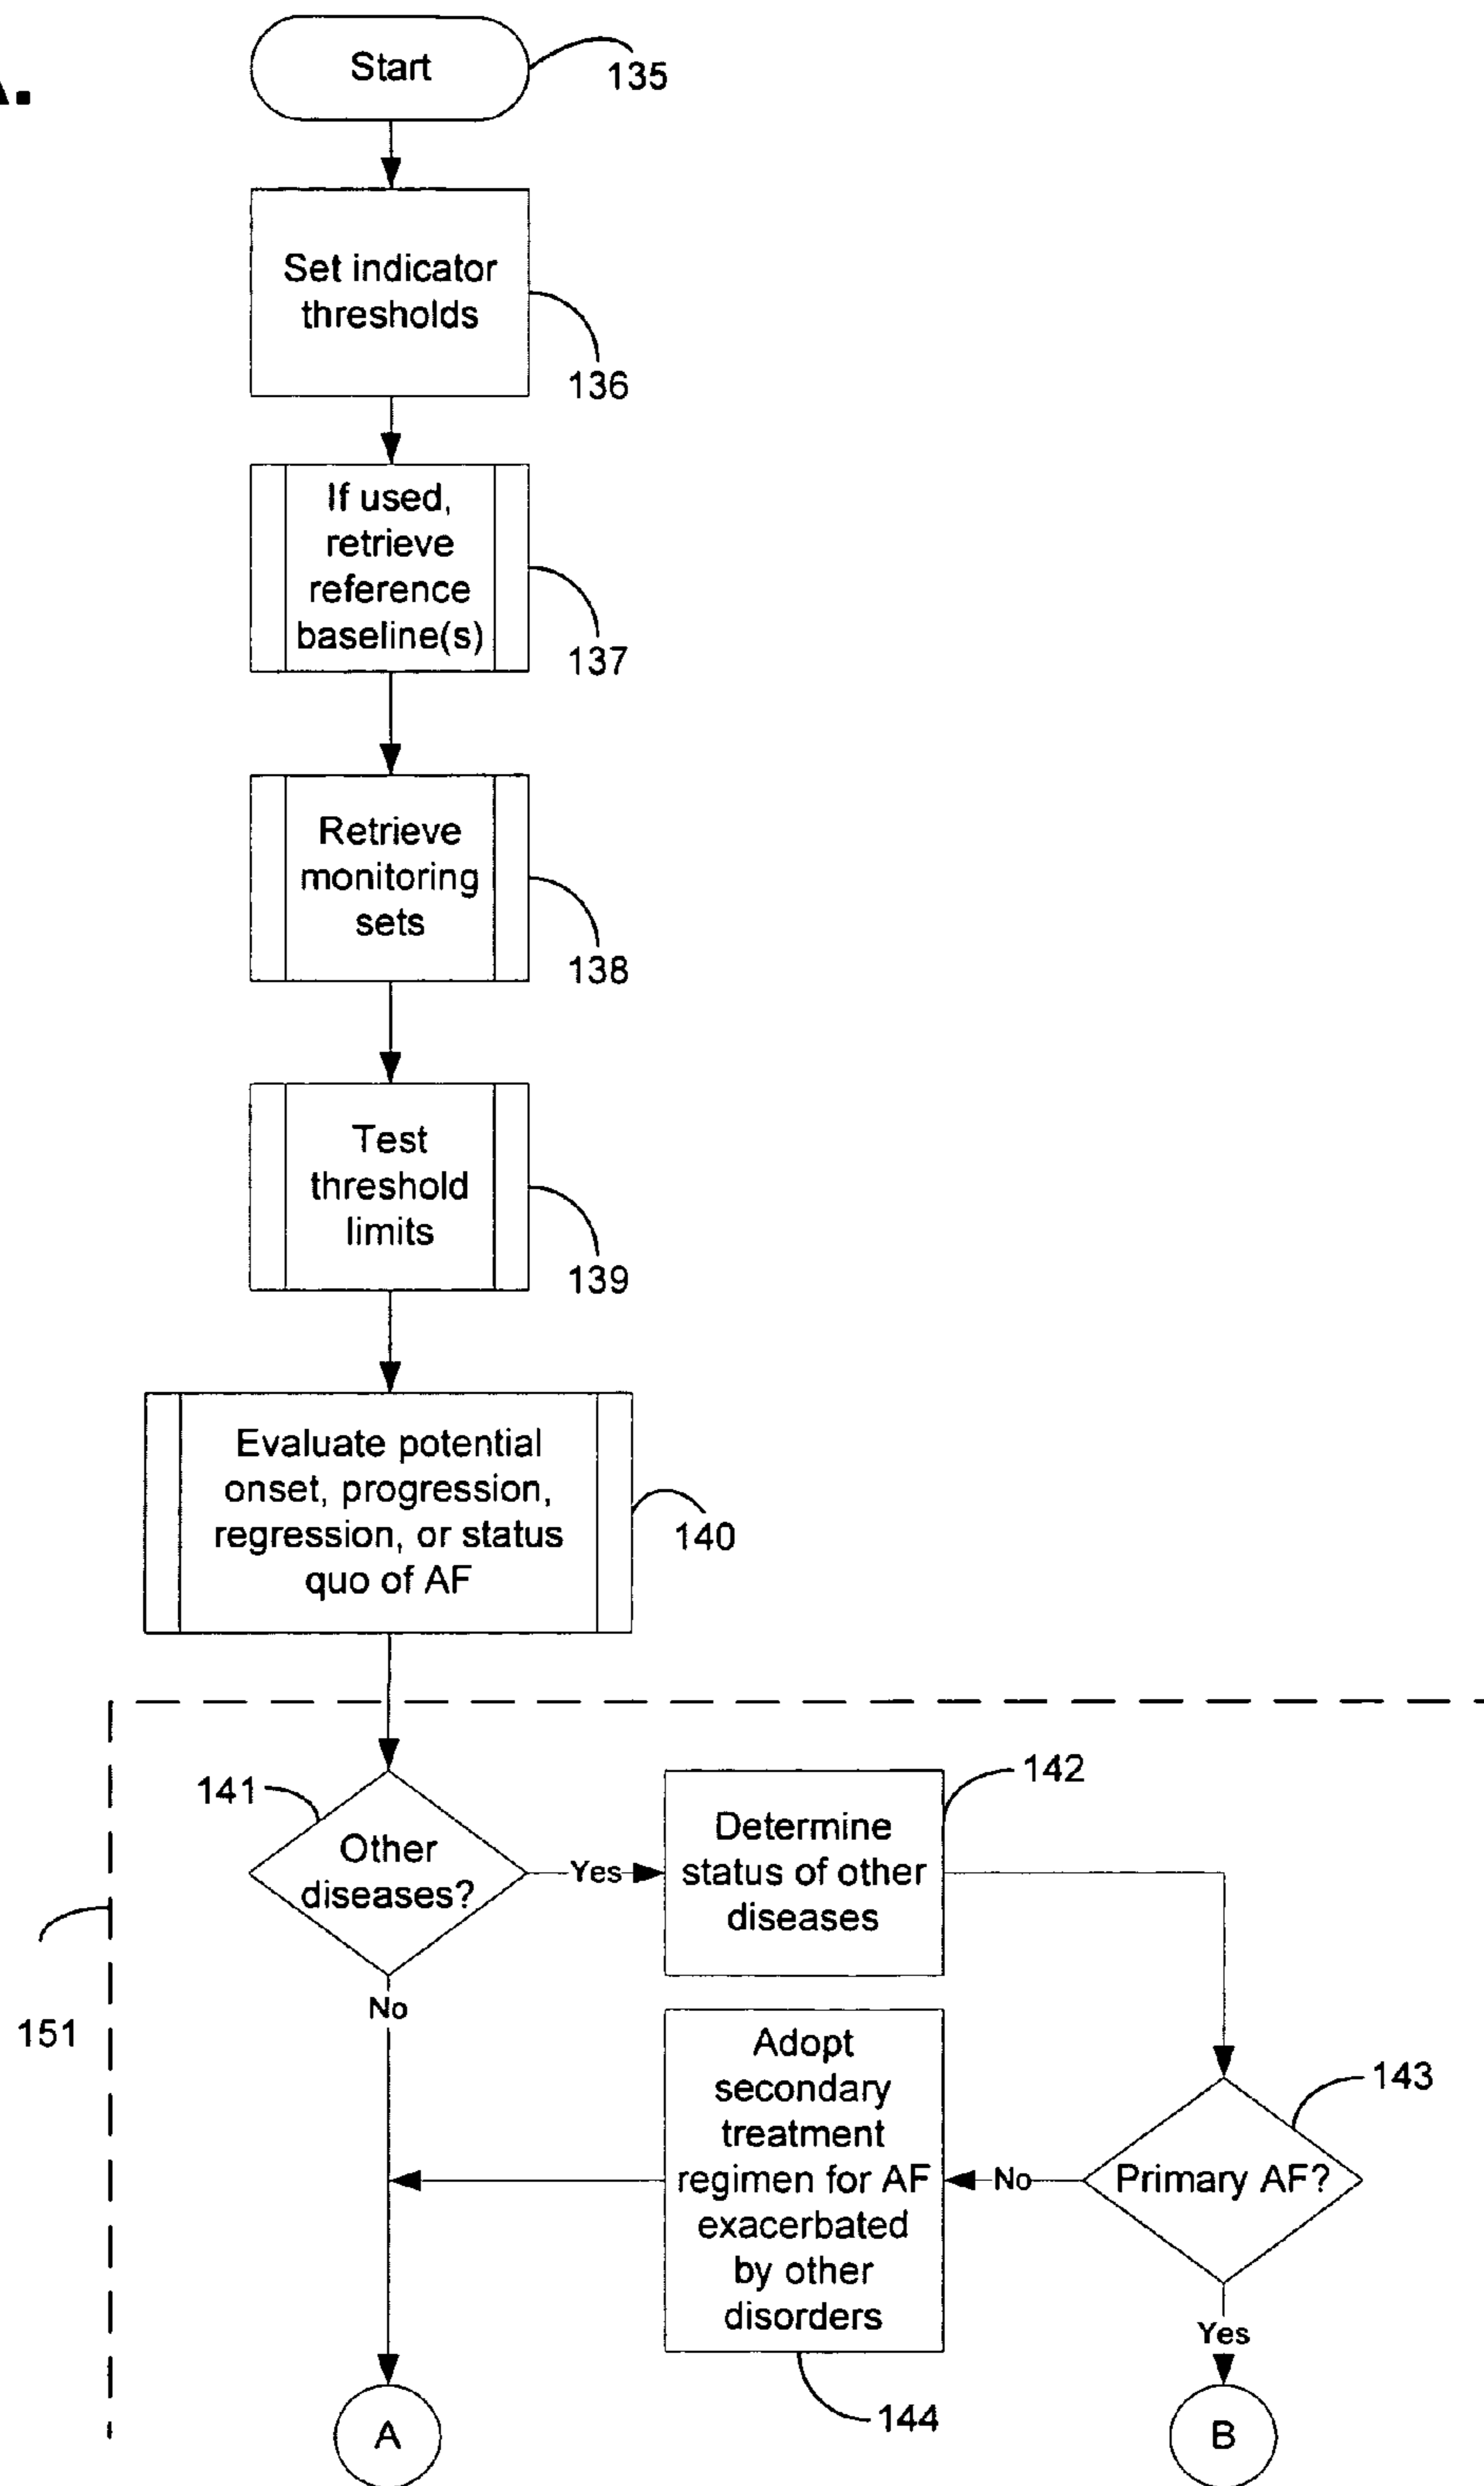 Start
135
Set indicator
thresholds
136
If used,
retrieve
reference
baseline(s)
137
Retrieve
monitoring
sets
138
Test
threshold
limits
139
Evaluate potential
onset, progression,
regression, or status
quo of AF
140
141
Other
diseases?
Yes
142
Determine
status of other
diseases
No
151
Adopt
secondary
treatment
regimen for AF
exacerbated
by other
disorders
144
No
143
Primary AF?
Yes
A
B